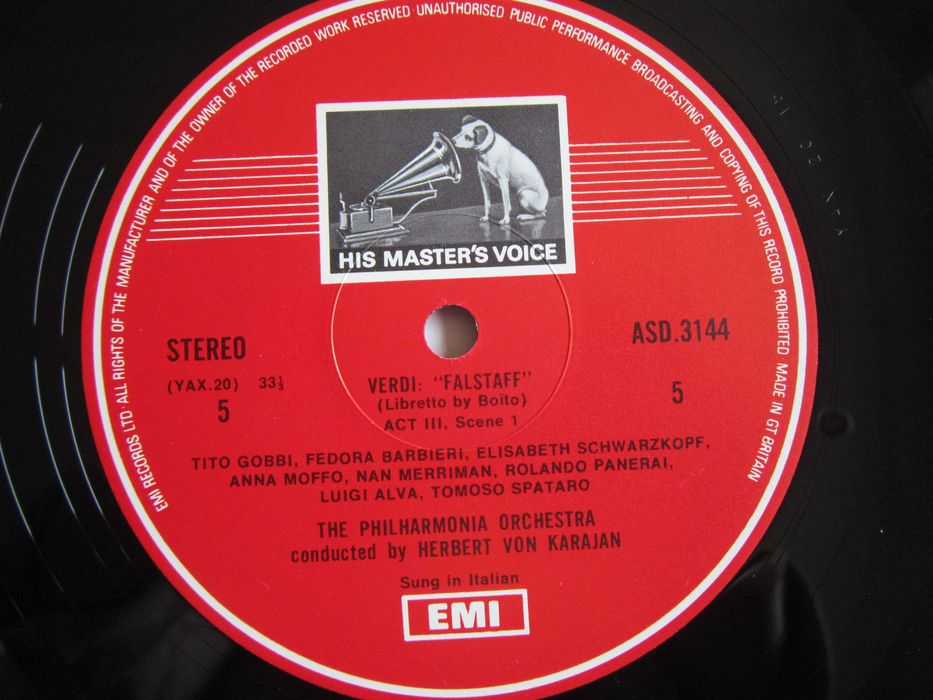 EMI RECORDS LTD · ALL RIGHTS OF THE MANUFACTURER AND OF THE OWNER OF THE RECORDED WORK RESERVED · UNAUTHORISED PUBLIC PERFORMANCE BROADCASTING AND COPYING OF THIS RECORD PROHIBITED · MADE IN GT BRITAIN
HIS MASTER'S VOICE
STEREO
ASD.3144
(YAX.20) 33⅓
5
5
VERDI: "FALSTAFF"
(Libretto by Boïto)
ACT III, Scene 1
TITO GOBBI, FEDORA BARBIERI, ELISABETH SCHWARZKOPF,
ANNA MOFFO, NAN MERRIMAN, ROLANDO PANERAI,
LUIGI ALVA, TOMOSO SPATARO
THE PHILHARMONIA ORCHESTRA
conducted by HERBERT VON KARAJAN
Sung in Italian
EMI